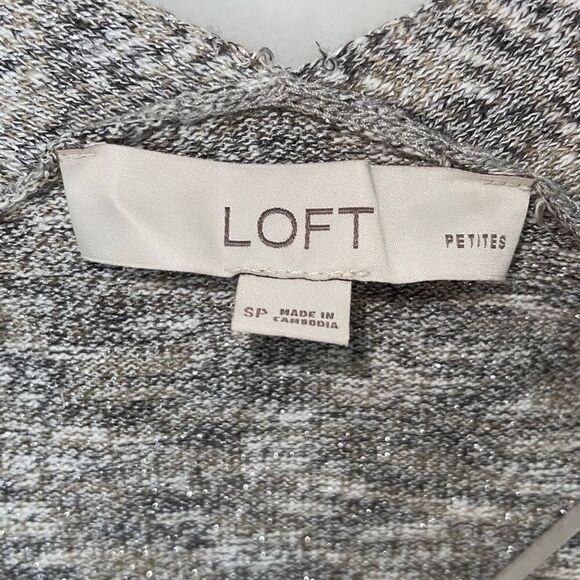 LOFT
PETITES
SP MADE IN
CAMBODIA